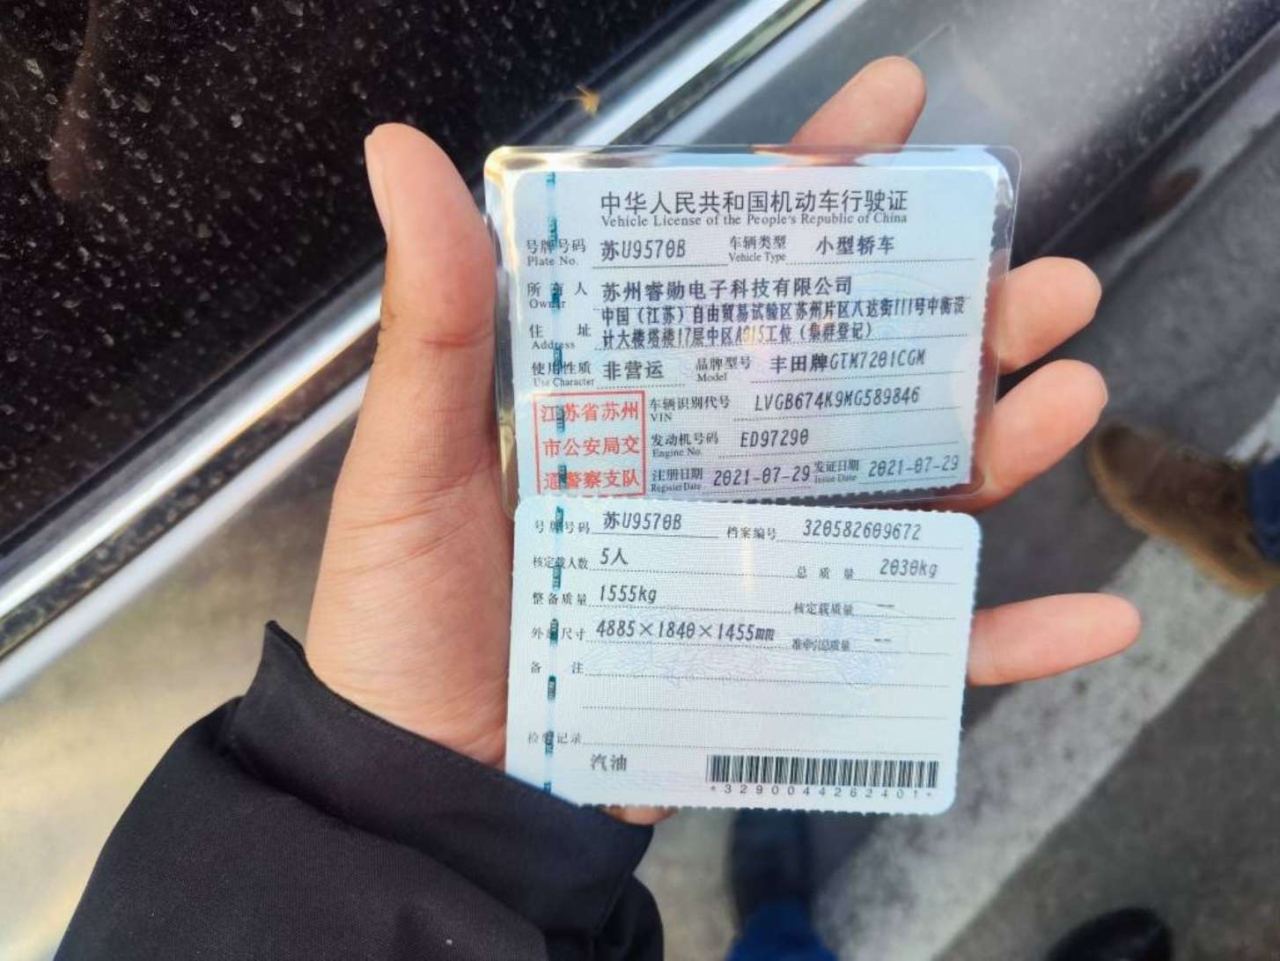 中华人民共和国机动车行驶证
Vehicle License of the People's Republic of China
号牌号码 苏U9570B 车辆类型 小型轿车
Plate No. Vehicle Type
所有人 苏州睿勋电子科技有限公司
Owner
住址 中国（江苏）自由贸易试验区苏州片区八达街111号中衡设
Address 计大楼塔楼17层中区A015工位（集群登记）
使用性质 非营运 品牌型号 丰田牌GTM7201CGM
Use Character Model
江苏省苏州
市公安局交
通警察支队
车辆识别代号 LVGB674K9MG589846
VIN
发动机号码 ED97290
Engine No.
注册日期 2021-07-29 发证日期 2021-07-29
Register Date Issue Date
号牌号码 苏U9570B 档案编号 320582609672
核定载人数 5人 总质量 2030kg
整备质量 1555kg 核定载质量 --
外廓尺寸 4885×1840×1455mm 准牵引总质量 --
备注
检验记录
汽油
*3290044262401*